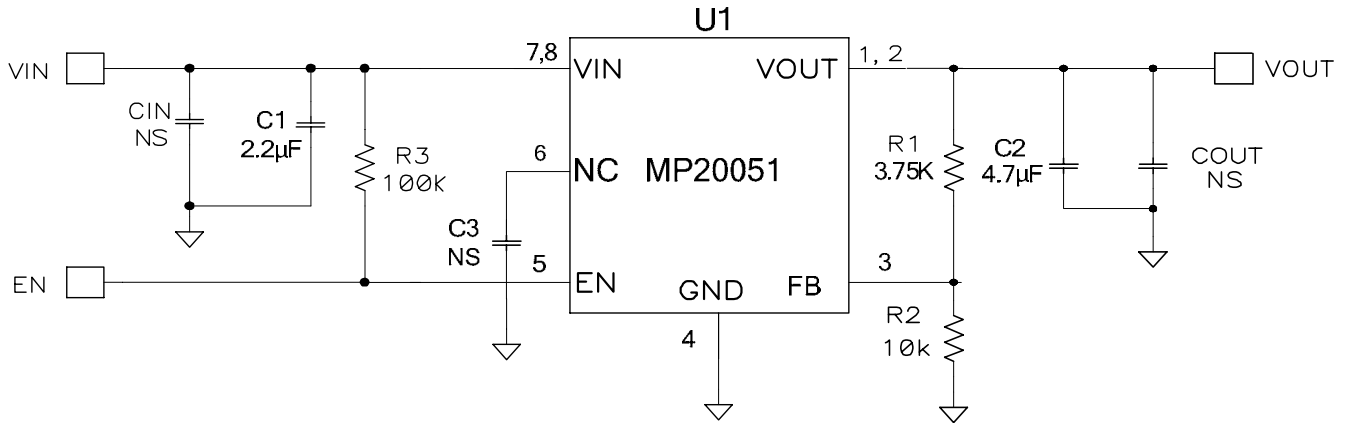 U1
VIN
7,8
VIN
VOUT
1, 2
VOUT
CIN
NS
C1
2.2µF
R3
100k
6
NC
MP20051
R1
3.75K
C2
4.7µF
COUT
NS
C3
NS
EN
5
EN
GND
FB
3
4
R2
10k